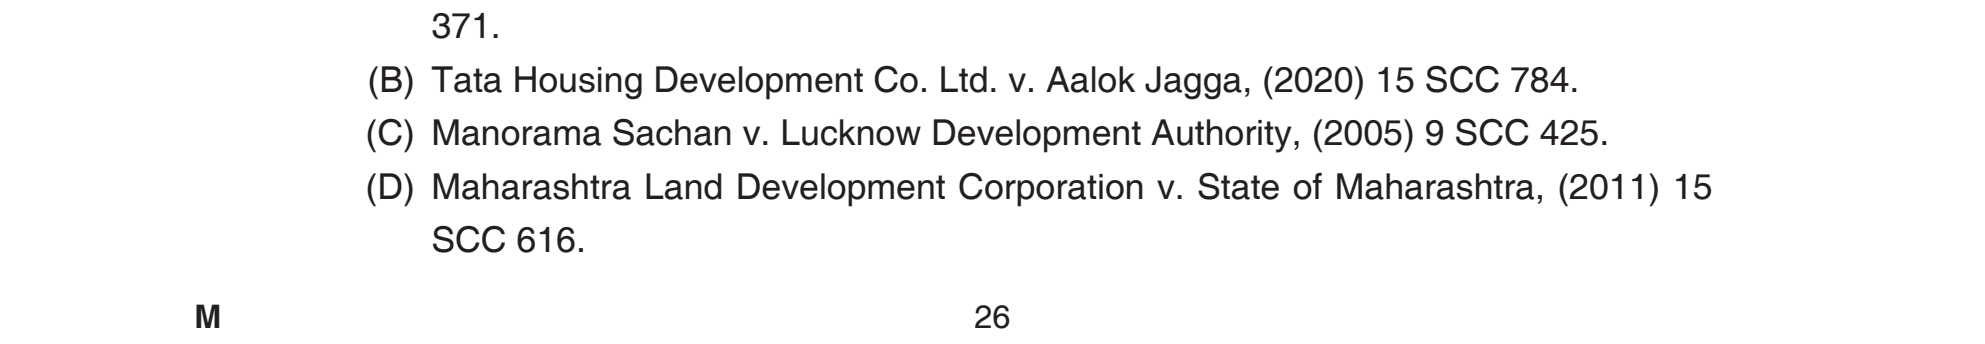 371.
(B) Tata Housing Development Co. Ltd. v. Aalok Jagga, (2020) 15 SCC 784.
(C) Manorama Sachan v. Lucknow Development Authority, (2005) 9 SCC 425.
(D) Maharashtra Land Development Corporation v. State of Maharashtra, (2011) 15
SCC 616.
M 26